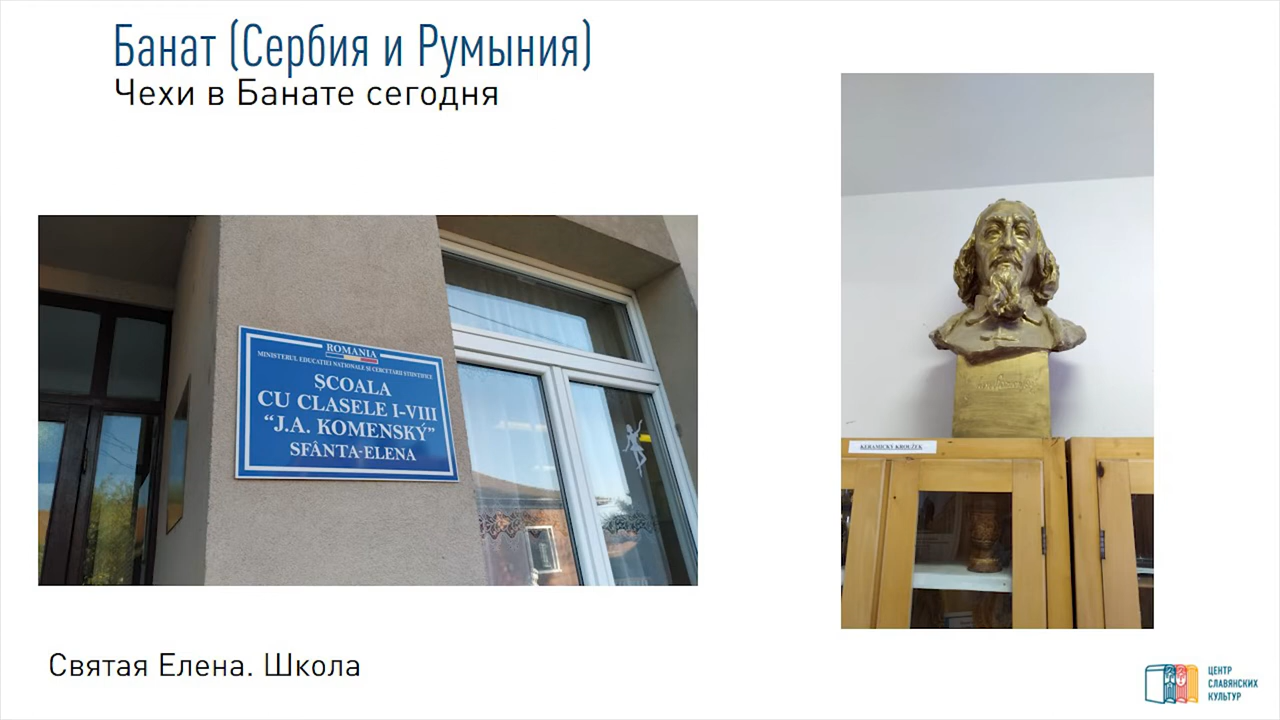 Банат (Сербия и Румыния)
Чехи в Банате сегодня
ROMANIA
MINISTERUL EDUCAȚIEI NAȚIONALE ȘI CERCETĂRII ȘTIINȚIFICE
ȘCOALA
CU CLASELE I-VIII
“J.A. KOMENSKÝ”
SFÂNTA-ELENA
KERAMICKÝ KROUŽEK
Святая Елена. Школа
ЦЕНТР
СЛАВЯНСКИХ
КУЛЬТУР